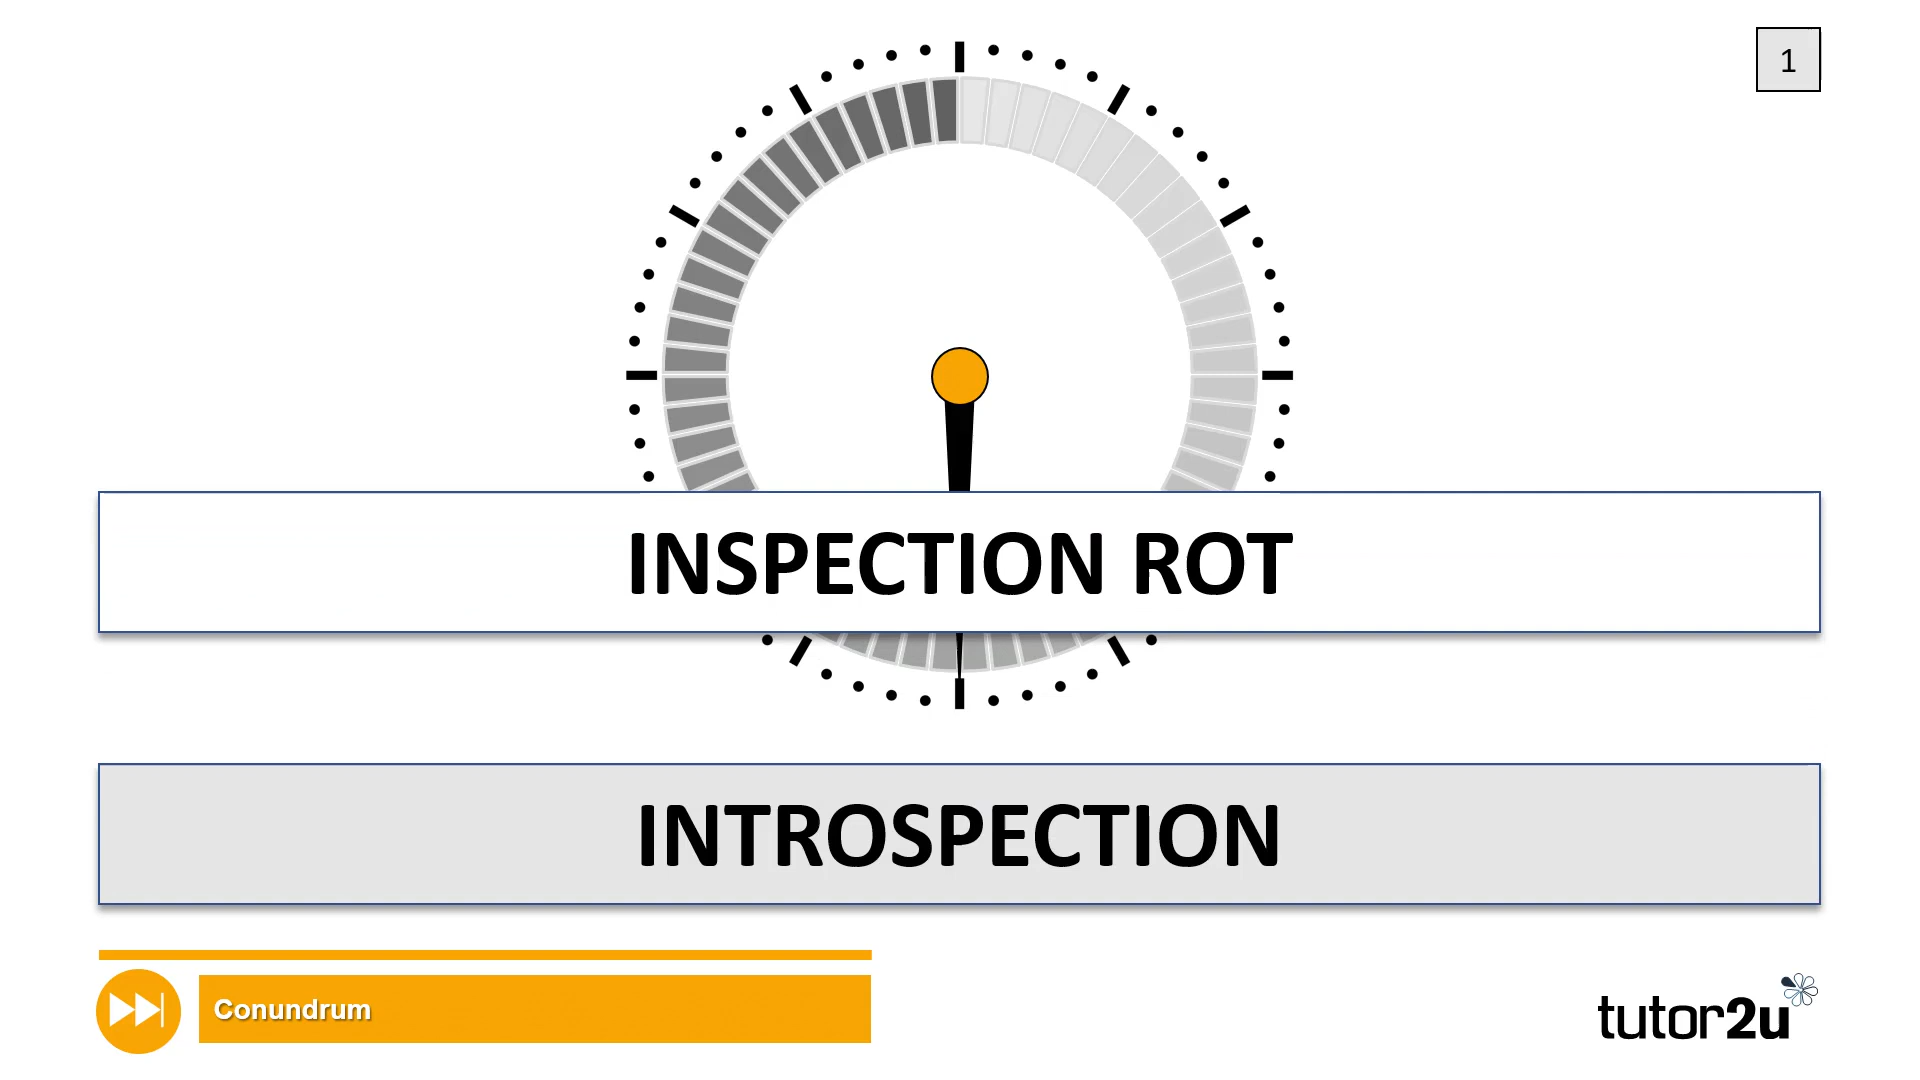 1
INSPECTION ROT
INTROSPECTION
Conundrum
tutor2u